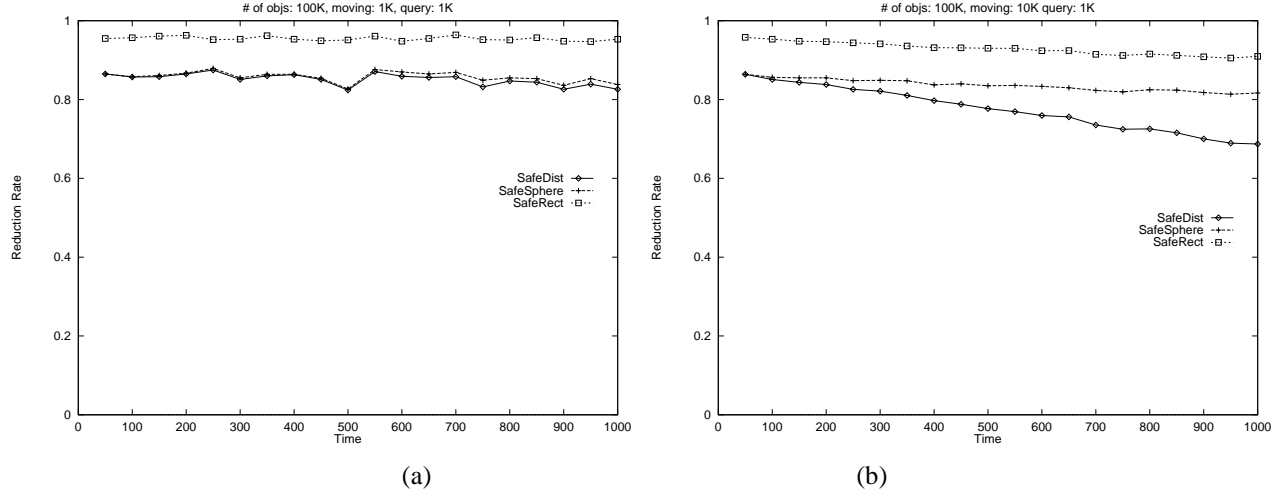 # of objs: 100K, moving: 1K, query: 1K
1
0.8
0.6
0.4
0.2
0
Reduction Rate
SafeDist
SafeSphere
SafeRect
0 100 200 300 400 500 600 700 800 900 1000
Time
(a)
# of objs: 100K, moving: 10K query: 1K
1
0.8
0.6
0.4
0.2
0
Reduction Rate
SafeDist
SafeSphere
SafeRect
0 100 200 300 400 500 600 700 800 900 1000
Time
(b)